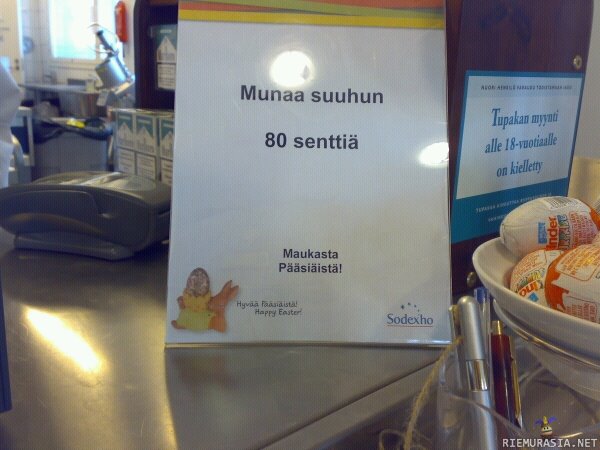 Munaa suuhun
80 senttiä
Maukasta
Pääsiäistä!
Hyvää Pääsiäistä!
Happy Easter!
Sodexho
Tupakan myynti
alle 18-vuotiaalle
on kielletty
Kinder
RIEMURASIA.NET